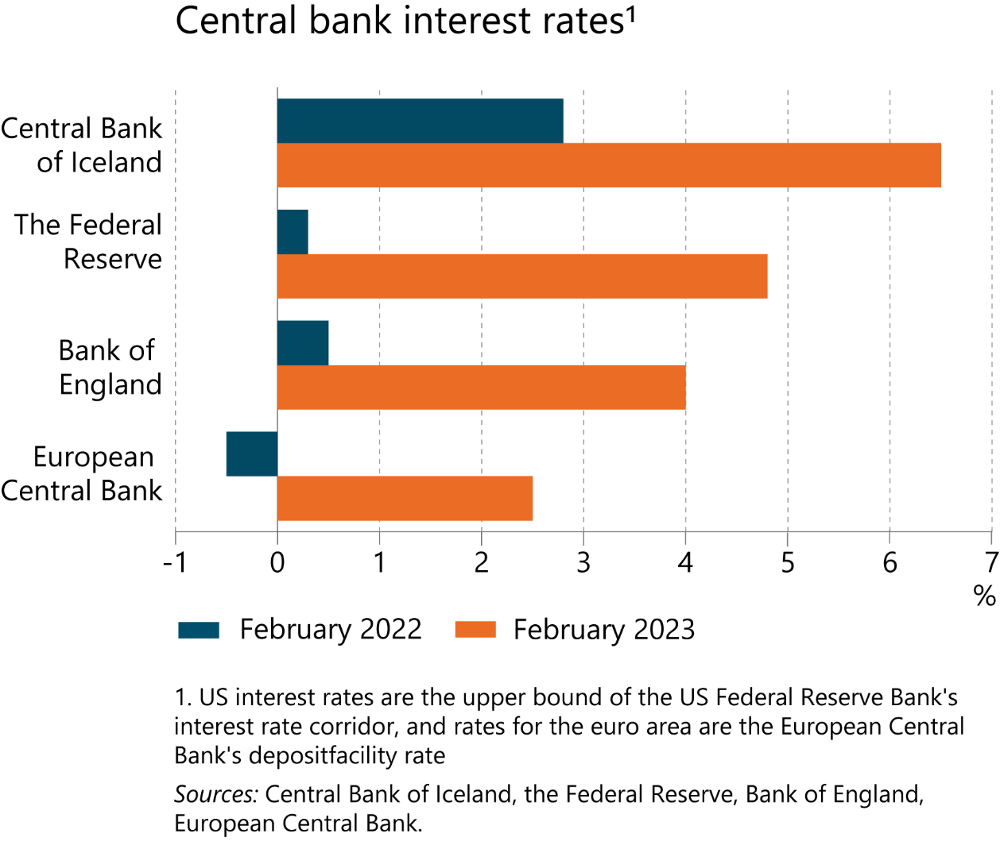 Central bank interest rates¹
Central Bank
of Iceland
The Federal
Reserve
Bank of
England
European
Central Bank
-1 0 1 2 3 4 5 6 7
%
February 2022 February 2023
1. US interest rates are the upper bound of the US Federal Reserve Bank's
interest rate corridor, and rates for the euro area are the European Central
Bank's depositfacility rate
Sources: Central Bank of Iceland, the Federal Reserve, Bank of England,
European Central Bank.